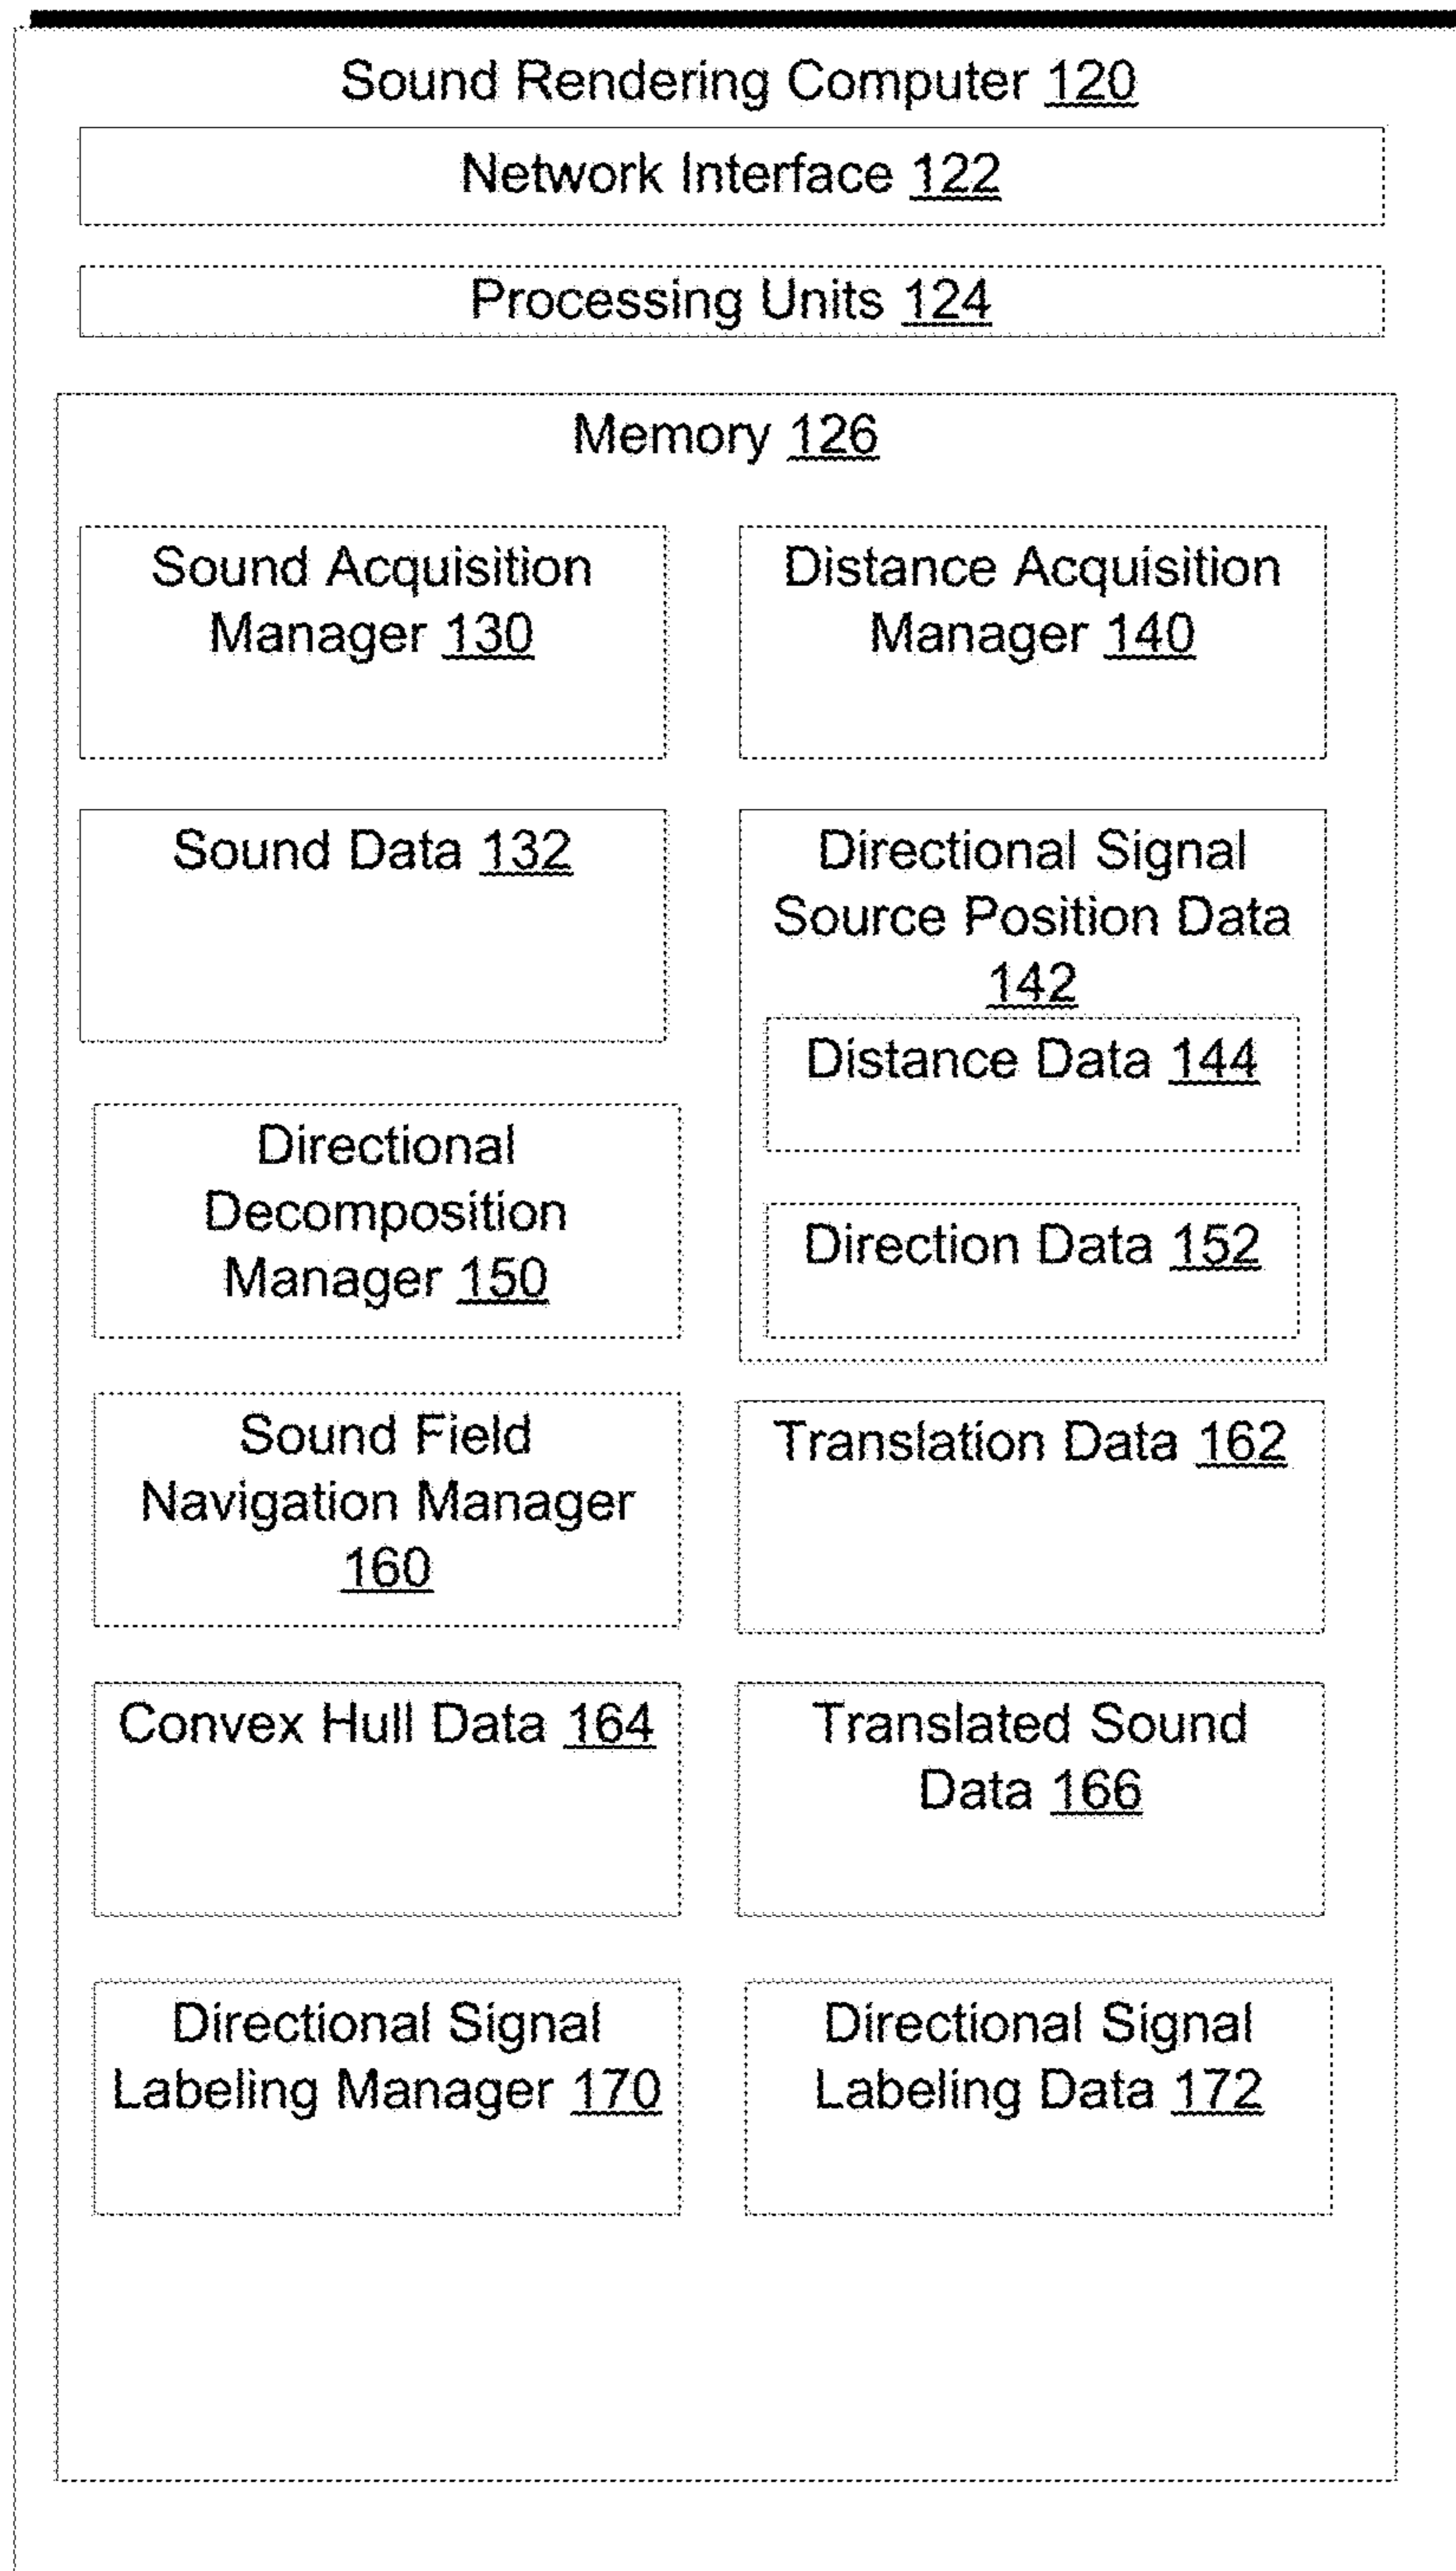 Sound Rendering Computer 120
Network Interface 122
Processing Units 124
Memory 126
Sound Acquisition
Manager 130
Distance Acquisition
Manager 140
Sound Data 132
Directional Signal
Source Position Data
142
Distance Data 144
Directional
Decomposition
Manager 150
Direction Data 152
Sound Field
Navigation Manager
160
Translation Data 162
Convex Hull Data 164
Translated Sound
Data 166
Directional Signal
Labeling Manager 170
Directional Signal
Labeling Data 172